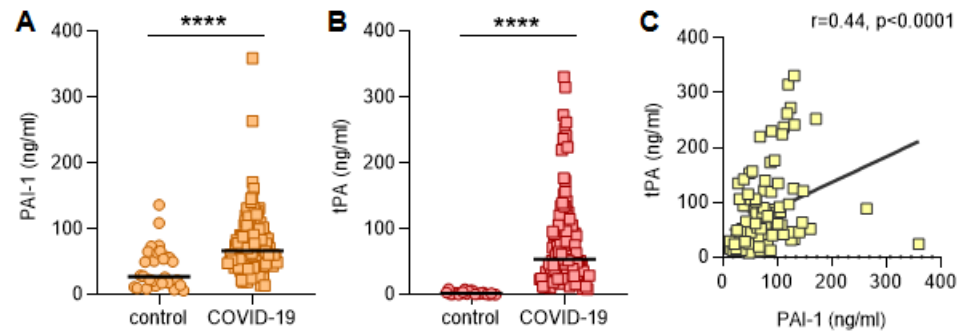 A
****
PAI-1 (ng/ml)
400
300
200
100
0
control
COVID-19
B
****
tPA (ng/ml)
400
300
200
100
0
control
COVID-19
C
r=0.44, p<0.0001
tPA (ng/ml)
400
300
200
100
0
0
100
200
300
400
PAI-1 (ng/ml)